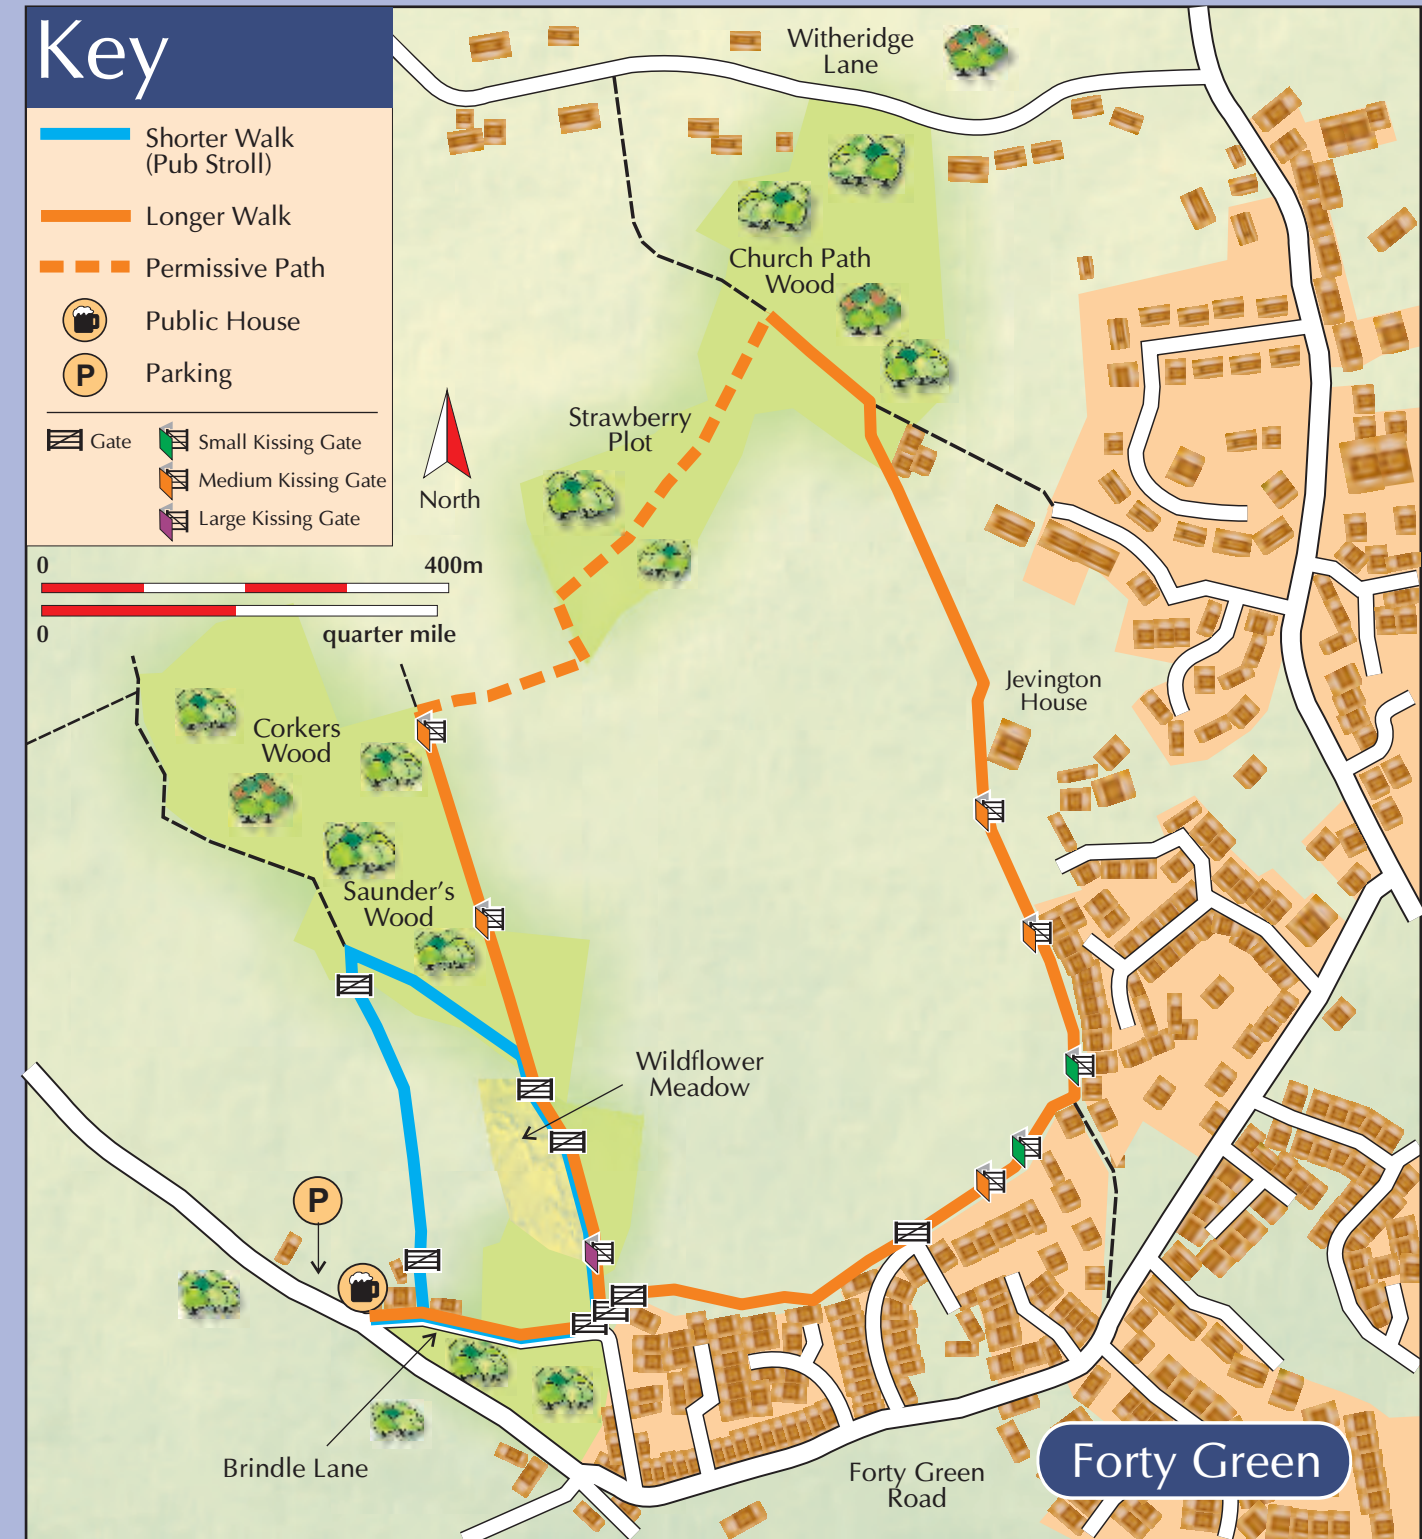 Key
Shorter Walk
(Pub Stroll)
Longer Walk
Permissive Path
Public House
P
Parking
Gate
Small Kissing Gate
Medium Kissing Gate
Large Kissing Gate
0
400m
0
quarter mile
North
Witheridge
Lane
Church Path
Wood
Strawberry
Plot
Jevington
House
Corkers
Wood
Saunder's
Wood
Wildflower
Meadow
P
Brindle Lane
Forty Green
Road
Forty Green